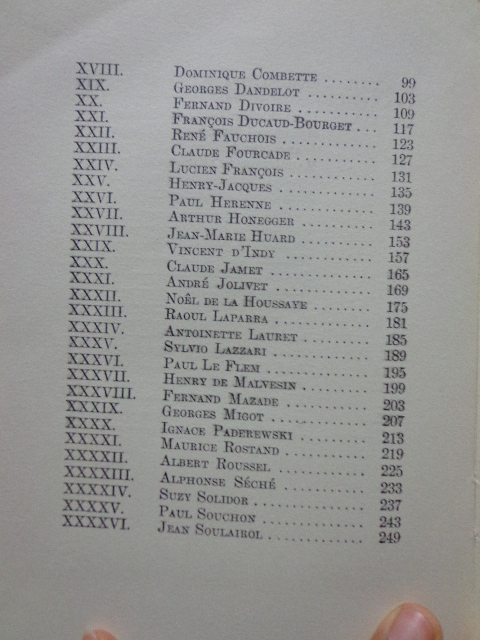 XVIII. Dominique Combette ........ 99
XIX. Georges Dandelot .......... 103
XX. Fernand Divoire ........... 109
XXI. François Ducaud-Bourget ... 117
XXII. René Fauchois ............ 123
XXIII. Claude Fourcade .......... 127
XXIV. Lucien François .......... 131
XXV. Henry-Jacques ............ 135
XXVI. Paul Herenne ............. 139
XXVII. Arthur Honegger .......... 143
XXVIII. Jean-Marie Huard ......... 153
XXIX. Vincent d'Indy ........... 157
XXX. Claude Jamet ............. 165
XXXI. André Jolivet ............ 169
XXXII. Noël de la Houssaye ...... 175
XXXIII. Raoul Laparra ............ 181
XXXIV. Antoinette Lauret ........ 185
XXXV. Sylvio Lazzari ........... 189
XXXVI. Paul Le Flem ............. 195
XXXVII. Henry de Malvesin ........ 199
XXXVIII. Fernand Mazade ........... 203
XXXIX. Georges Migot ............ 207
XXXX. Ignace Paderewski ........ 213
XXXXI. Maurice Rostand .......... 219
XXXXII. Albert Roussel ........... 225
XXXXIII. Alphonse Séché ........... 233
XXXXIV. Suzy Solidor ............. 237
XXXXV. Paul Souchon ............. 243
XXXXVI. Jean Soulairol ........... 249